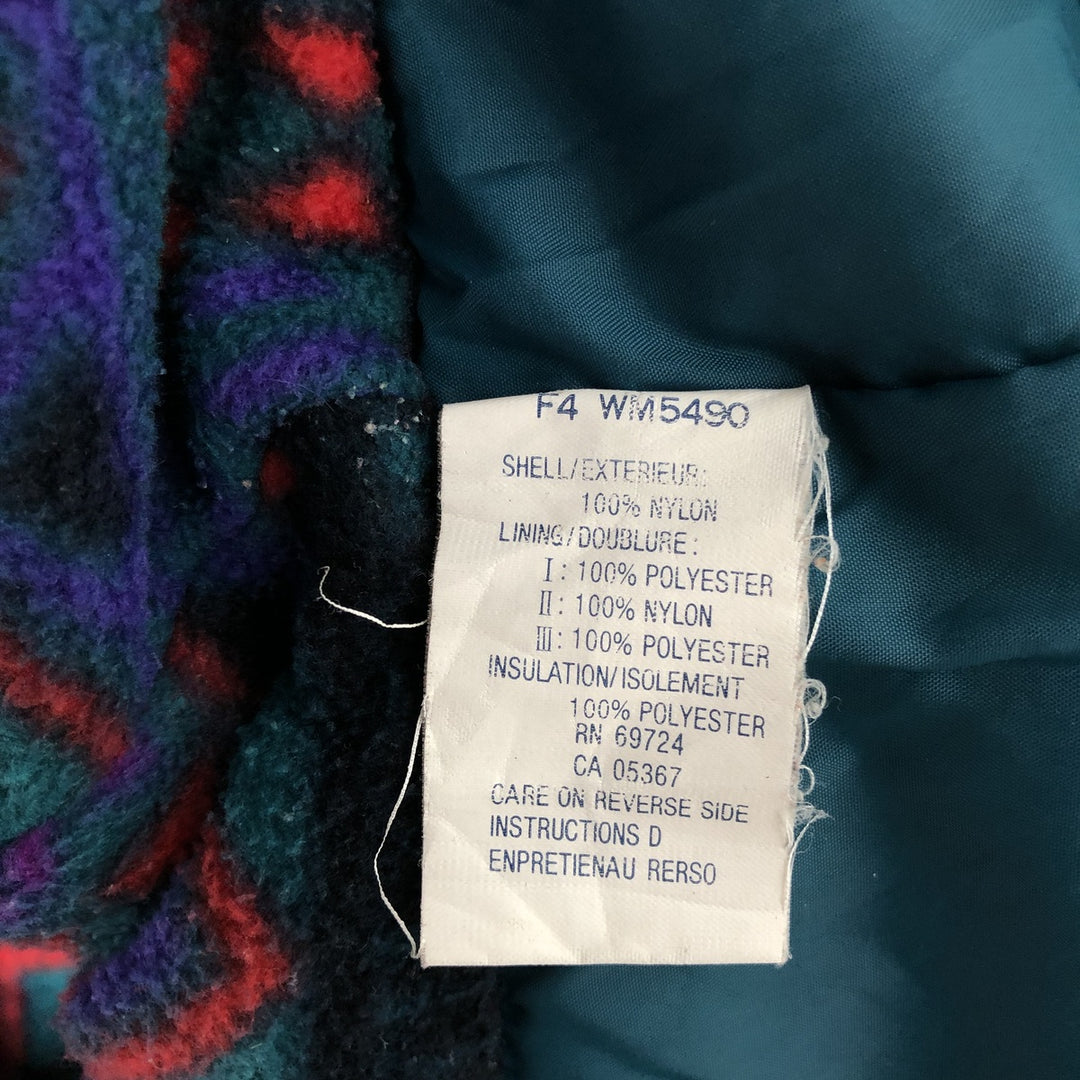 F4 WM5490
SHELL/EXTERIEUR:
100% NYLON
LINING/DOUBLURE:
I: 100% POLYESTER
II: 100% NYLON
III: 100% POLYESTER
INSULATION/ISOLEMENT
100% POLYESTER
RN 69724
CA 05367
CARE ON REVERSE SIDE
INSTRUCTIONS D
ENPRETIENAU RERSO